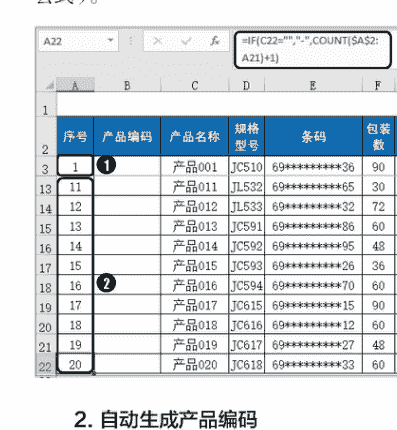 A22
fx
=IF(C22="","-",COUNT($A$2:
A21)+1)
A B C D E F
1
2 序号 产品编码 产品名称 规格型号 条码 包装数
3 1 ❶ 产品001 JC510 69*********36 90
13 11 产品011 JL532 69*********65 30
14 12 产品012 JL533 69*********32 72
15 13 产品013 JC591 69*********86 60
16 14 产品014 JC592 69*********95 48
17 15 产品015 JC593 69*********26 36
18 16 ❷ 产品016 JC594 69*********70 60
19 17 产品017 JC615 69*********15 90
20 18 产品018 JC616 69*********12 60
21 19 产品019 JC617 69*********27 48
22 20 产品020 JC618 69*********33 60
2. 自动生成产品编码